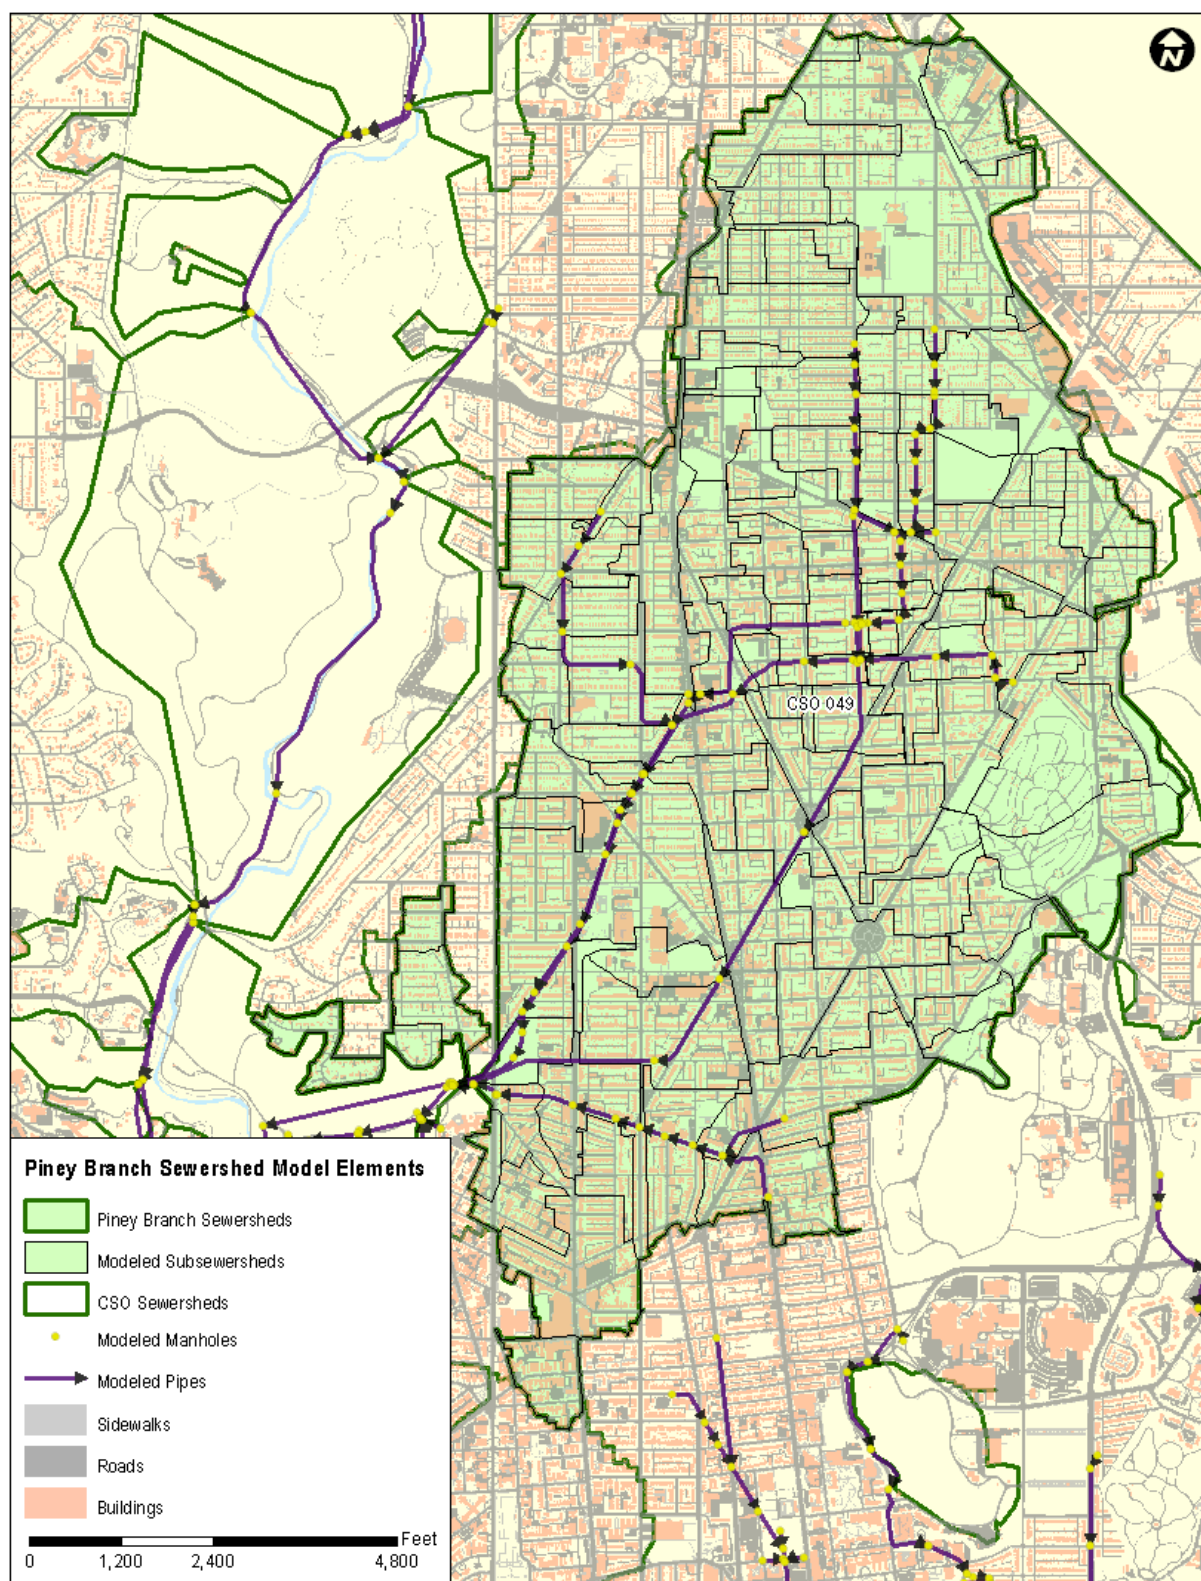 N
CSO 049
Piney Branch Sewershed Model Elements
Piney Branch Sewersheds
Modeled Subsewersheds
CSO Sewersheds
Modeled Manholes
Modeled Pipes
Sidewalks
Roads
Buildings
Feet
0 1,200 2,400 4,800